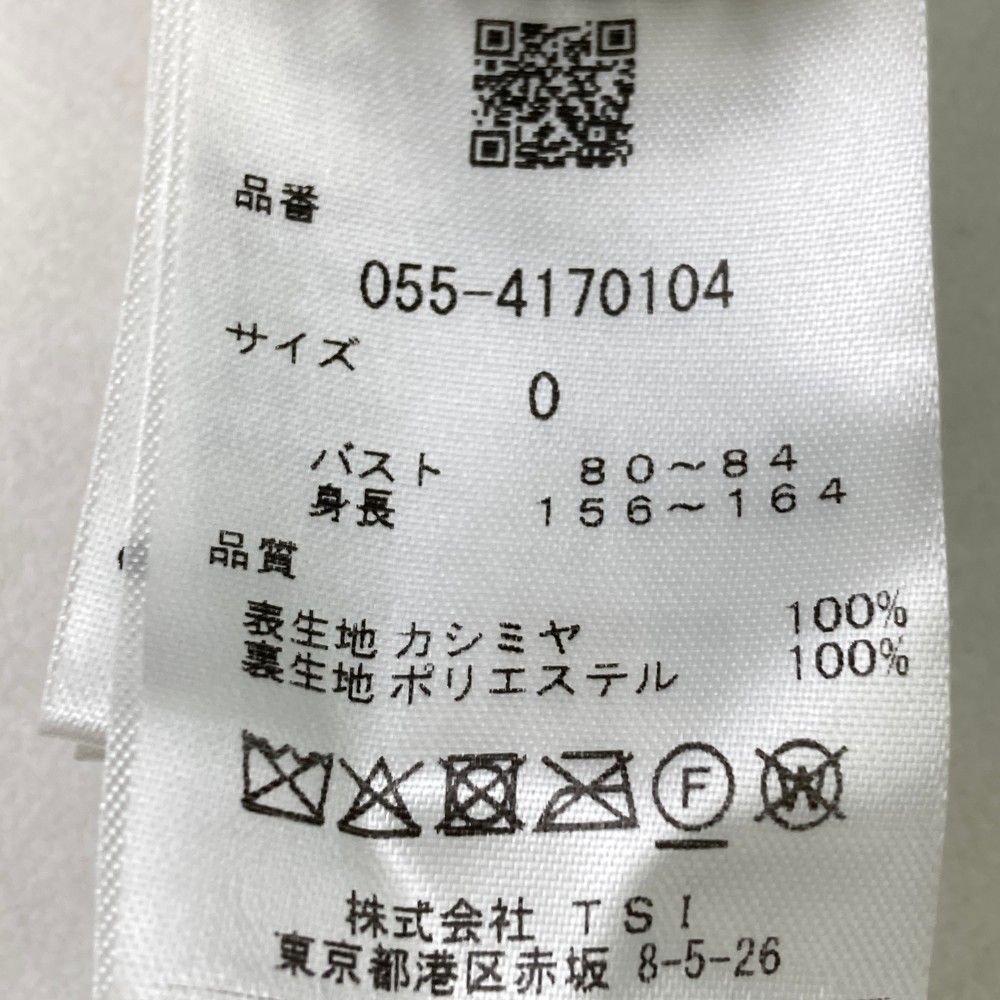 品番
055-4170104
サイズ
0
バスト 80～84
身長 156～164
品質
表生地 カシミヤ 100%
裏生地 ポリエステル 100%
F W
株式会社 TSI
東京都港区赤坂 8-5-26